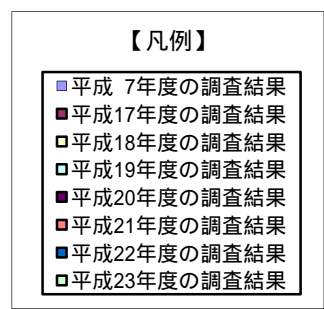 【凡例】
平成 7年度の調査結果
平成17年度の調査結果
平成18年度の調査結果
平成19年度の調査結果
平成20年度の調査結果
平成21年度の調査結果
平成22年度の調査結果
平成23年度の調査結果